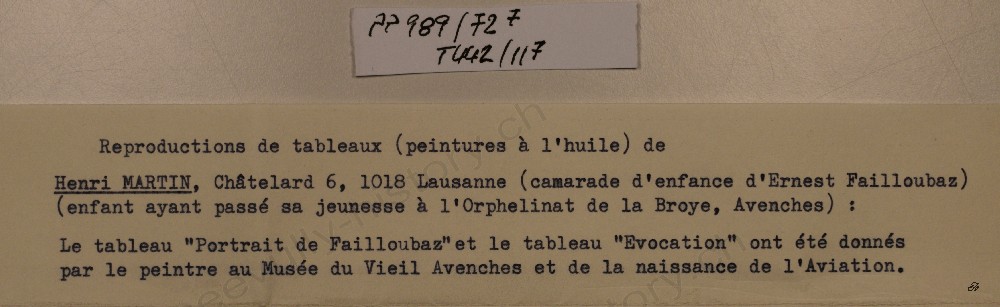 PP 989/72 7
TU42/117
Reproductions de tableaux (peintures à l'huile) de
Henri MARTIN, Châtelard 6, 1018 Lausanne (camarade d'enfance d'Ernest Failloubaz)
(enfant ayant passé sa jeunesse à l'Orphelinat de la Broye, Avenches) :
Le tableau "Portrait de Failloubaz" et le tableau "Evocation" ont été donnés
par le peintre au Musée du Vieil Avenches et de la naissance de l'Aviation.